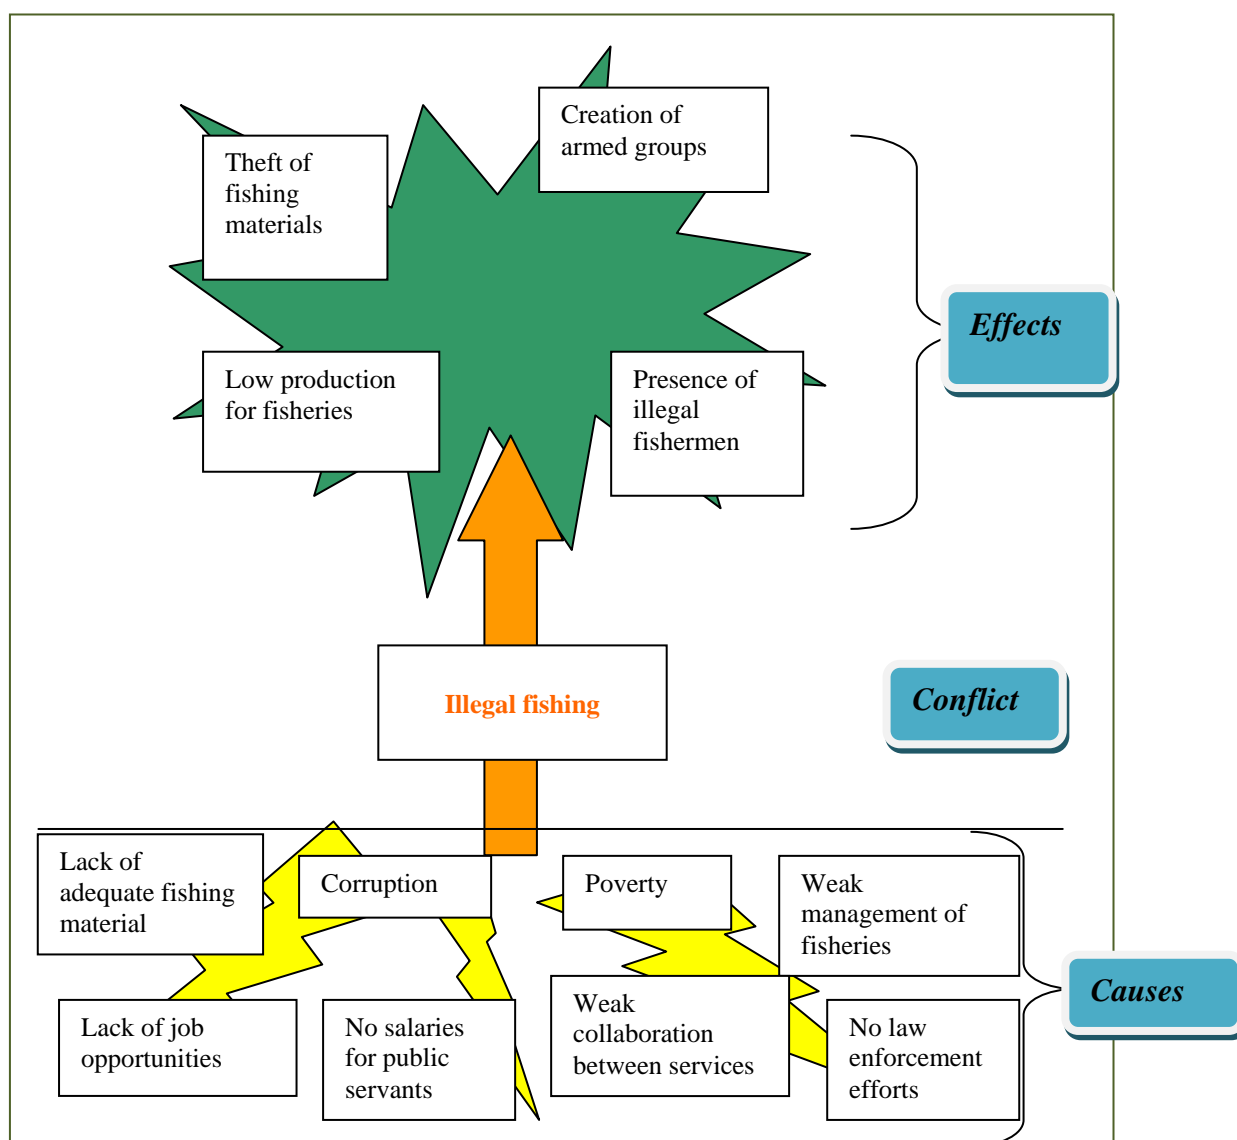 Creation of
armed groups
Theft of
fishing
materials
Effects
Low production
for fisheries
Presence of
illegal
fishermen
Illegal fishing
Conflict
Lack of
adequate fishing
material
Corruption
Poverty
Weak
management of
fisheries
Causes
Lack of job
opportunities
No salaries
for public
servants
Weak
collaboration
between services
No law
enforcement
efforts